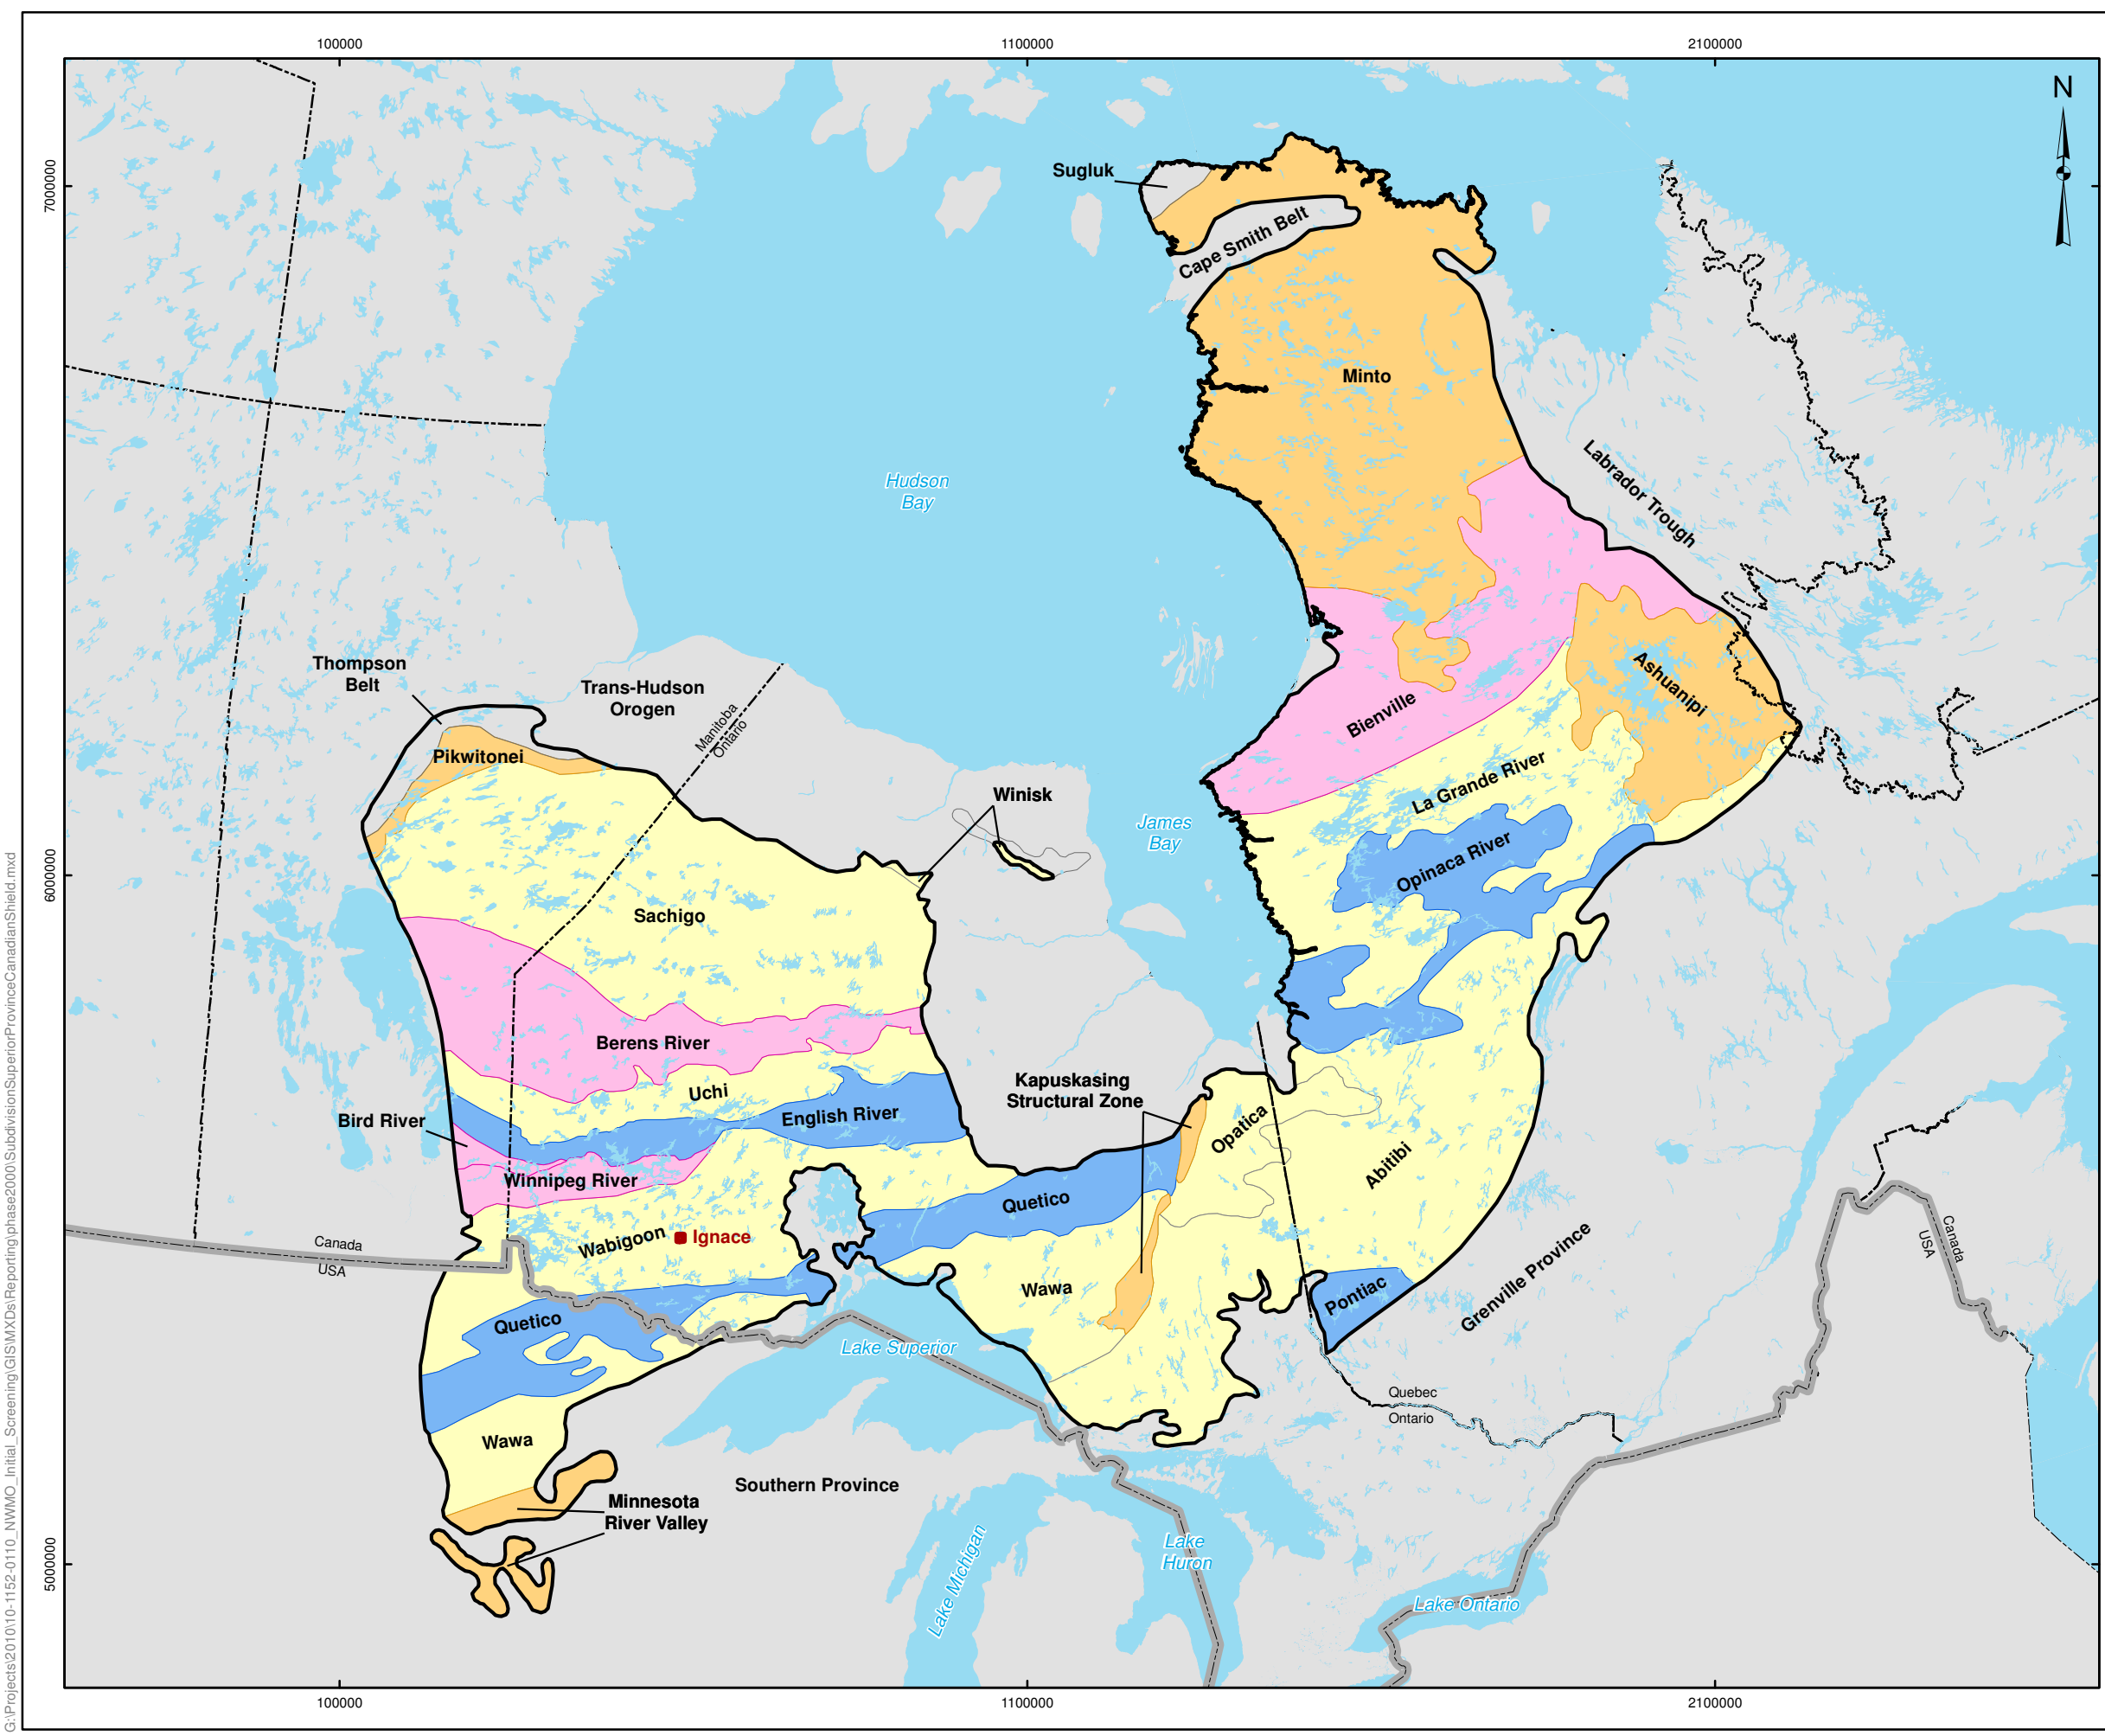 100000
1100000
2100000
N
7000000
Sugluk
Cape Smith Belt
Minto
Labrador Trough
Hudson
Bay
Thompson
Belt
Trans-Hudson
Orogen
Manitoba
Ontario
Ashuanipi
Bienville
Pikwitonei
La Grande River
Winisk
James
Bay
Opinaca River
6000000
Sachigo
Berens River
Uchi
Kapuskasing
Structural Zone
English River
Bird River
Opatica
Abitibi
Winnipeg River
Quetico
Wabigoon
Ignace
Canada
USA
Canada
USA
Grenville Province
Wawa
Pontiac
Quetico
Lake Superior
Quebec
Ontario
Wawa
Southern Province
Minnesota
River Valley
5000000
Lake Michigan
Lake
Huron
Lake Ontario
100000
1100000
2100000
G:\Projects\2010\10-1152-0110_NWMO_Initial_Screening\GIS\MXDs\Reporting\phase2000\SubdivisionSuperiorProvinceCanadianShield.mxd